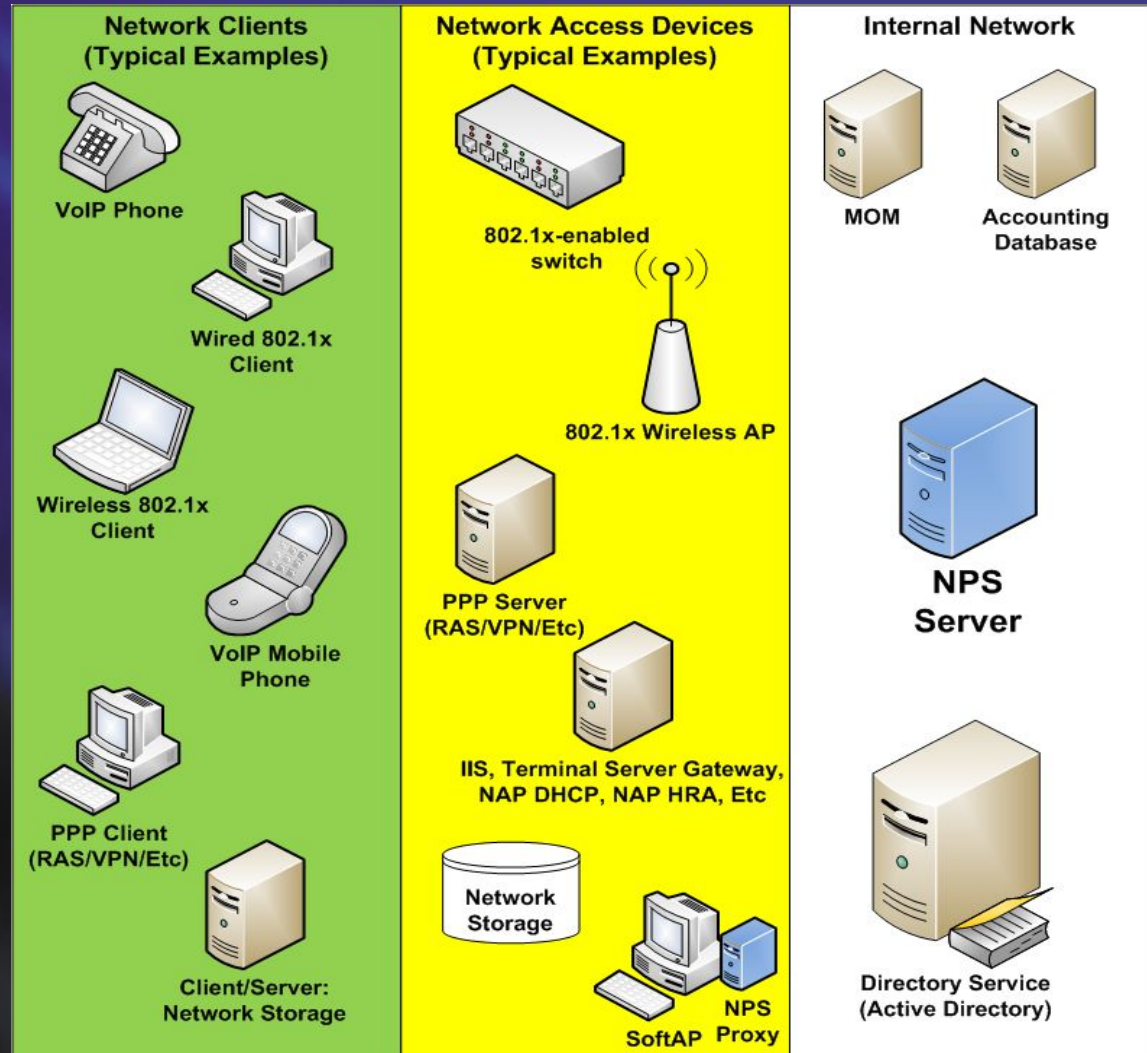 Network Clients
(Typical Examples)
VoIP Phone
Wired 802.1x
Client
Wireless 802.1x
Client
VoIP Mobile
Phone
PPP Client
(RAS/VPN/Etc)
Client/Server:
Network Storage
Network Access Devices
(Typical Examples)
802.1x-enabled
switch
802.1x Wireless AP
PPP Server
(RAS/VPN/Etc)
IIS, Terminal Server Gateway,
NAP DHCP, NAP HRA, Etc
Network
Storage
SoftAP
NPS
Proxy
Internal Network
MOM
Accounting
Database
NPS
Server
Directory Service
(Active Directory)